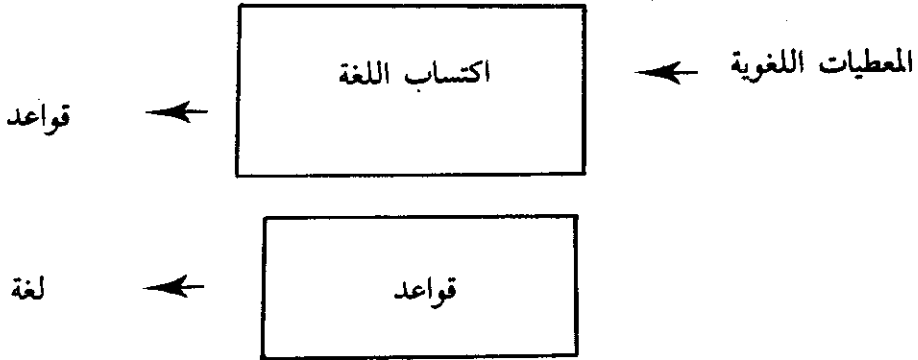 المعطيات اللغوية
اكتساب اللغة
قواعد
قواعد
لغة